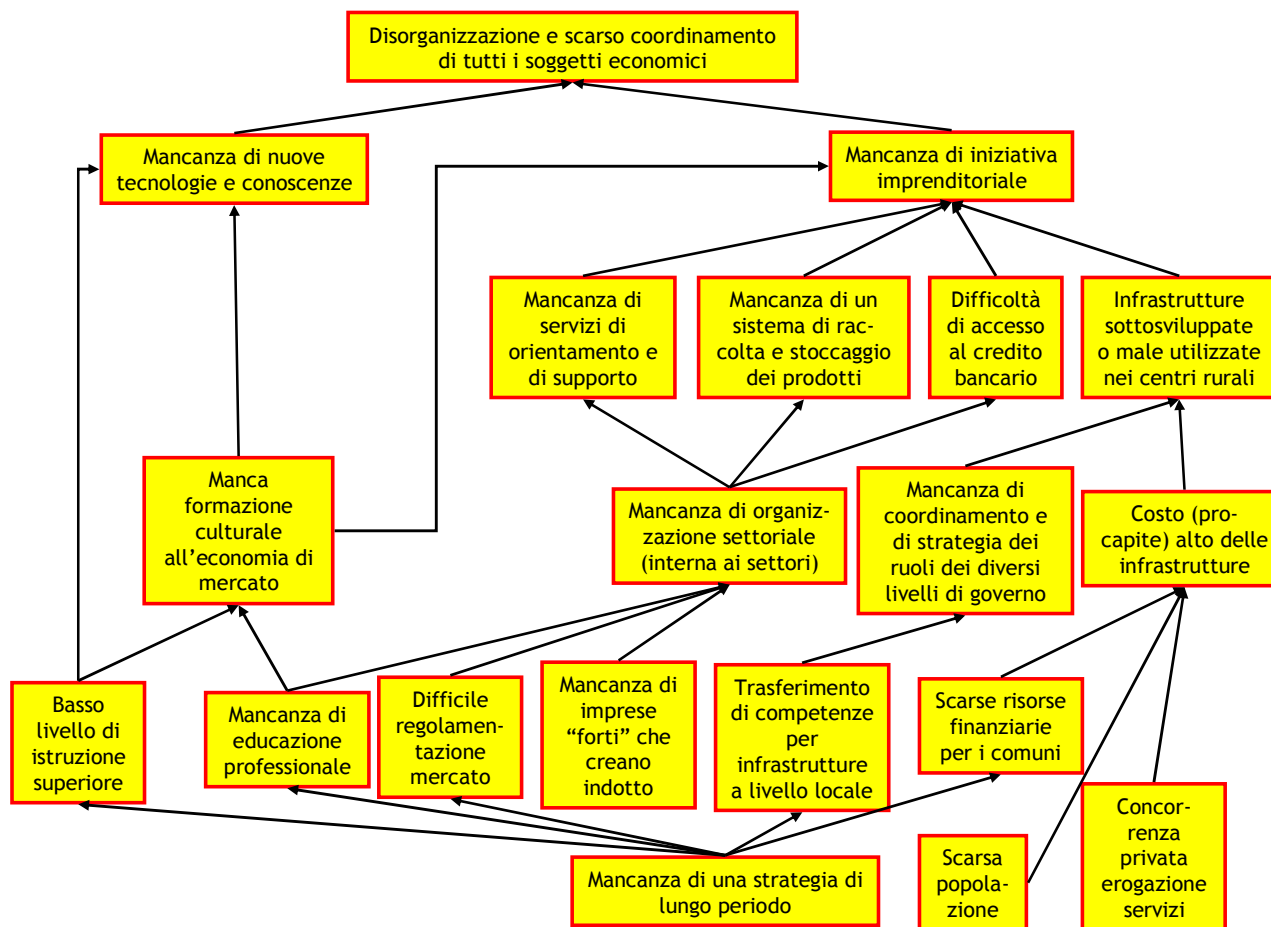 Disorganizzazione e scarso coordinamento
di tutti i soggetti economici
Mancanza di nuove
tecnologie e conoscenze
Mancanza di iniziativa
imprenditoriale
Mancanza di
servizi di
orientamento e
di supporto
Mancanza di un
sistema di rac-
colta e stoccaggio
dei prodotti
Difficoltà
di accesso
al credito
bancario
Infrastrutture
sottosviluppate
o male utilizzate
nei centri rurali
Manca
formazione
culturale
all’economia di
mercato
Mancanza di organiz-
zazione settoriale
(interna ai settori)
Mancanza di
coordinamento e
di strategia dei
ruoli dei diversi
livelli di governo
Costo (pro-
capite) alto delle
infrastrutture
Basso
livello di
istruzione
superiore
Mancanza di
educazione
professionale
Difficile
regolamen-
tazione
mercato
Mancanza di
imprese
“forti” che
creano
indotto
Trasferimento
di competenze
per
infrastrutture
a livello locale
Scarse risorse
finanziarie
per i comuni
Mancanza di una strategia di
lungo periodo
Scarsa
popola-
zione
Concor-
renza
privata
erogazione
servizi